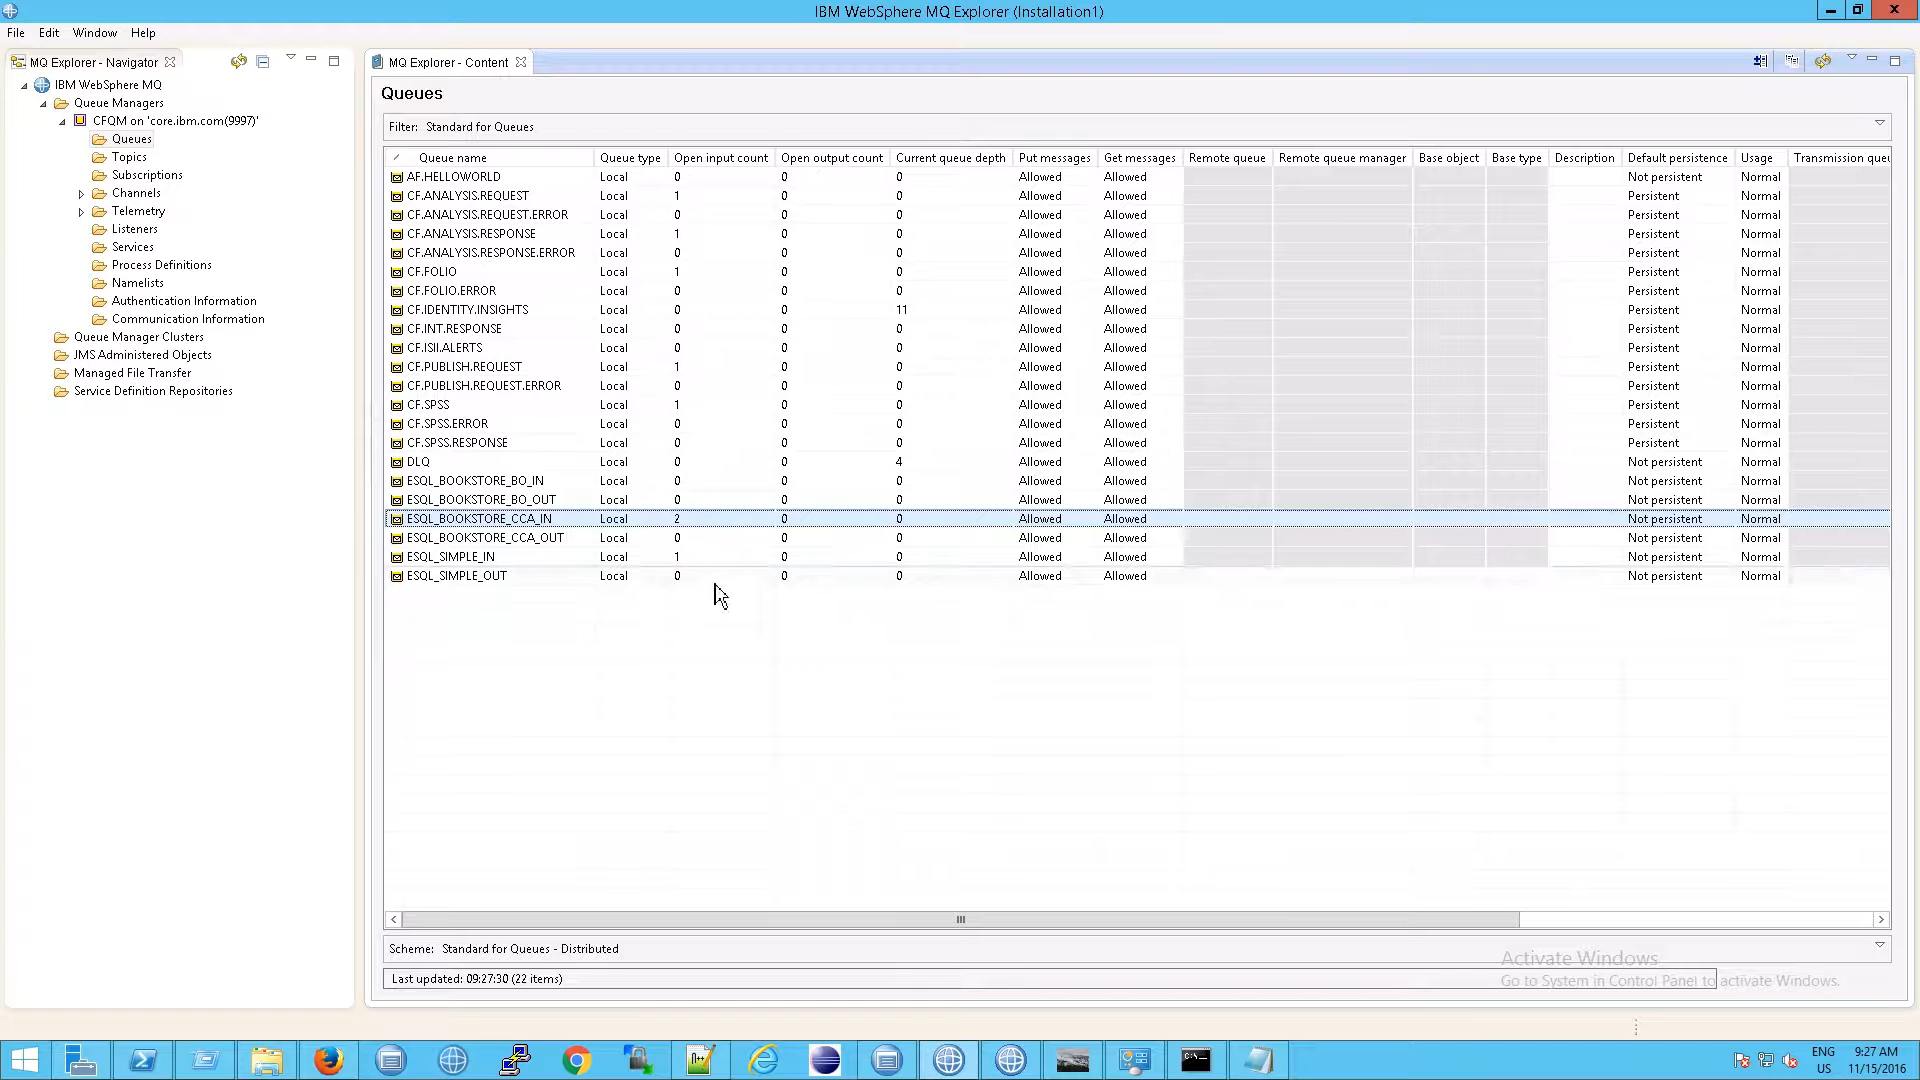 IBM WebSphere MQ Explorer (Installation1)
File Edit Window Help
MQ Explorer - Navigator
IBM WebSphere MQ
Queue Managers
CFQM on 'core.ibm.com(9997)'
Queues
Topics
Subscriptions
Channels
Telemetry
Listeners
Services
Process Definitions
Namelists
Authentication Information
Communication Information
Queue Manager Clusters
JMS Administered Objects
Managed File Transfer
Service Definition Repositories
MQ Explorer - Content
Queues
Filter: Standard for Queues
Queue name Queue type Open input count Open output count Current queue depth Put messages Get messages Remote queue Remote queue manager Base object Base type Description Default persistence Usage Transmission queu
AF.HELLOWORLD Local 0 0 0 Allowed Allowed Not persistent Normal
CF.ANALYSIS.REQUEST Local 1 0 0 Allowed Allowed Persistent Normal
CF.ANALYSIS.REQUEST.ERROR Local 0 0 0 Allowed Allowed Persistent Normal
CF.ANALYSIS.RESPONSE Local 1 0 0 Allowed Allowed Persistent Normal
CF.ANALYSIS.RESPONSE.ERROR Local 0 0 0 Allowed Allowed Persistent Normal
CF.FOLIO Local 1 0 0 Allowed Allowed Persistent Normal
CF.FOLIO.ERROR Local 0 0 0 Allowed Allowed Persistent Normal
CF.IDENTITY.INSIGHTS Local 0 0 11 Allowed Allowed Persistent Normal
CF.INT.RESPONSE Local 0 0 0 Allowed Allowed Persistent Normal
CF.ISII.ALERTS Local 0 0 0 Allowed Allowed Persistent Normal
CF.PUBLISH.REQUEST Local 1 0 0 Allowed Allowed Persistent Normal
CF.PUBLISH.REQUEST.ERROR Local 0 0 0 Allowed Allowed Persistent Normal
CF.SPSS Local 1 0 0 Allowed Allowed Persistent Normal
CF.SPSS.ERROR Local 0 0 0 Allowed Allowed Persistent Normal
CF.SPSS.RESPONSE Local 0 0 0 Allowed Allowed Persistent Normal
DLQ Local 0 0 4 Allowed Allowed Not persistent Normal
ESQL_BOOKSTORE_BO_IN Local 0 0 0 Allowed Allowed Not persistent Normal
ESQL_BOOKSTORE_BO_OUT Local 0 0 0 Allowed Allowed Not persistent Normal
ESQL_BOOKSTORE_CCA_IN Local 2 0 0 Allowed Allowed Not persistent Normal
ESQL_BOOKSTORE_CCA_OUT Local 0 0 0 Allowed Allowed Not persistent Normal
ESQL_SIMPLE_IN Local 1 0 0 Allowed Allowed Not persistent Normal
ESQL_SIMPLE_OUT Local 0 0 0 Allowed Allowed Not persistent Normal
Scheme: Standard for Queues - Distributed
Last updated: 09:27:30 (22 items)
Activate Windows
Go to System in Control Panel to activate Windows.
ENG 9:27 AM
US 11/15/2016